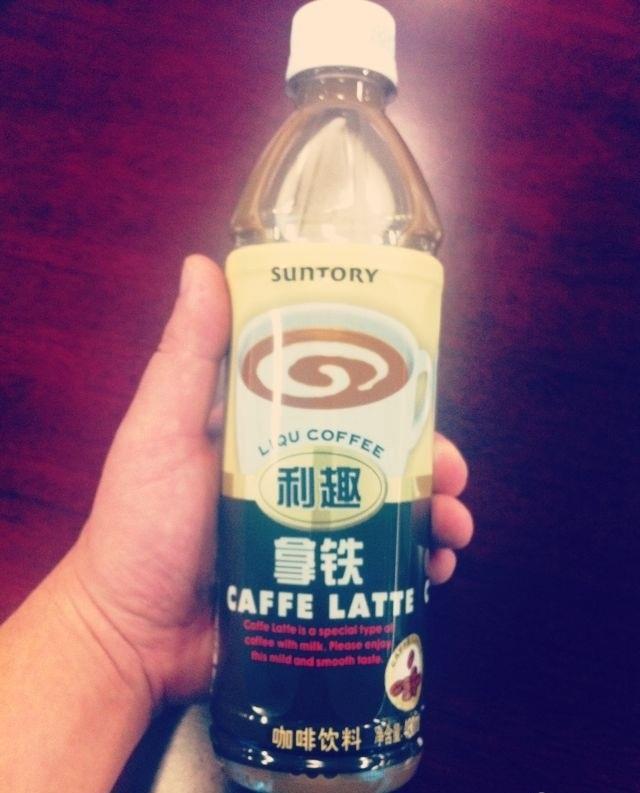 SUNTORY
LIQU COFFEE
利趣
拿铁
CAFFE LATTE
Caffe Latte is a special type of
coffee with milk. Please enjoy
this mild and smooth taste.
咖啡饮料
净含量: